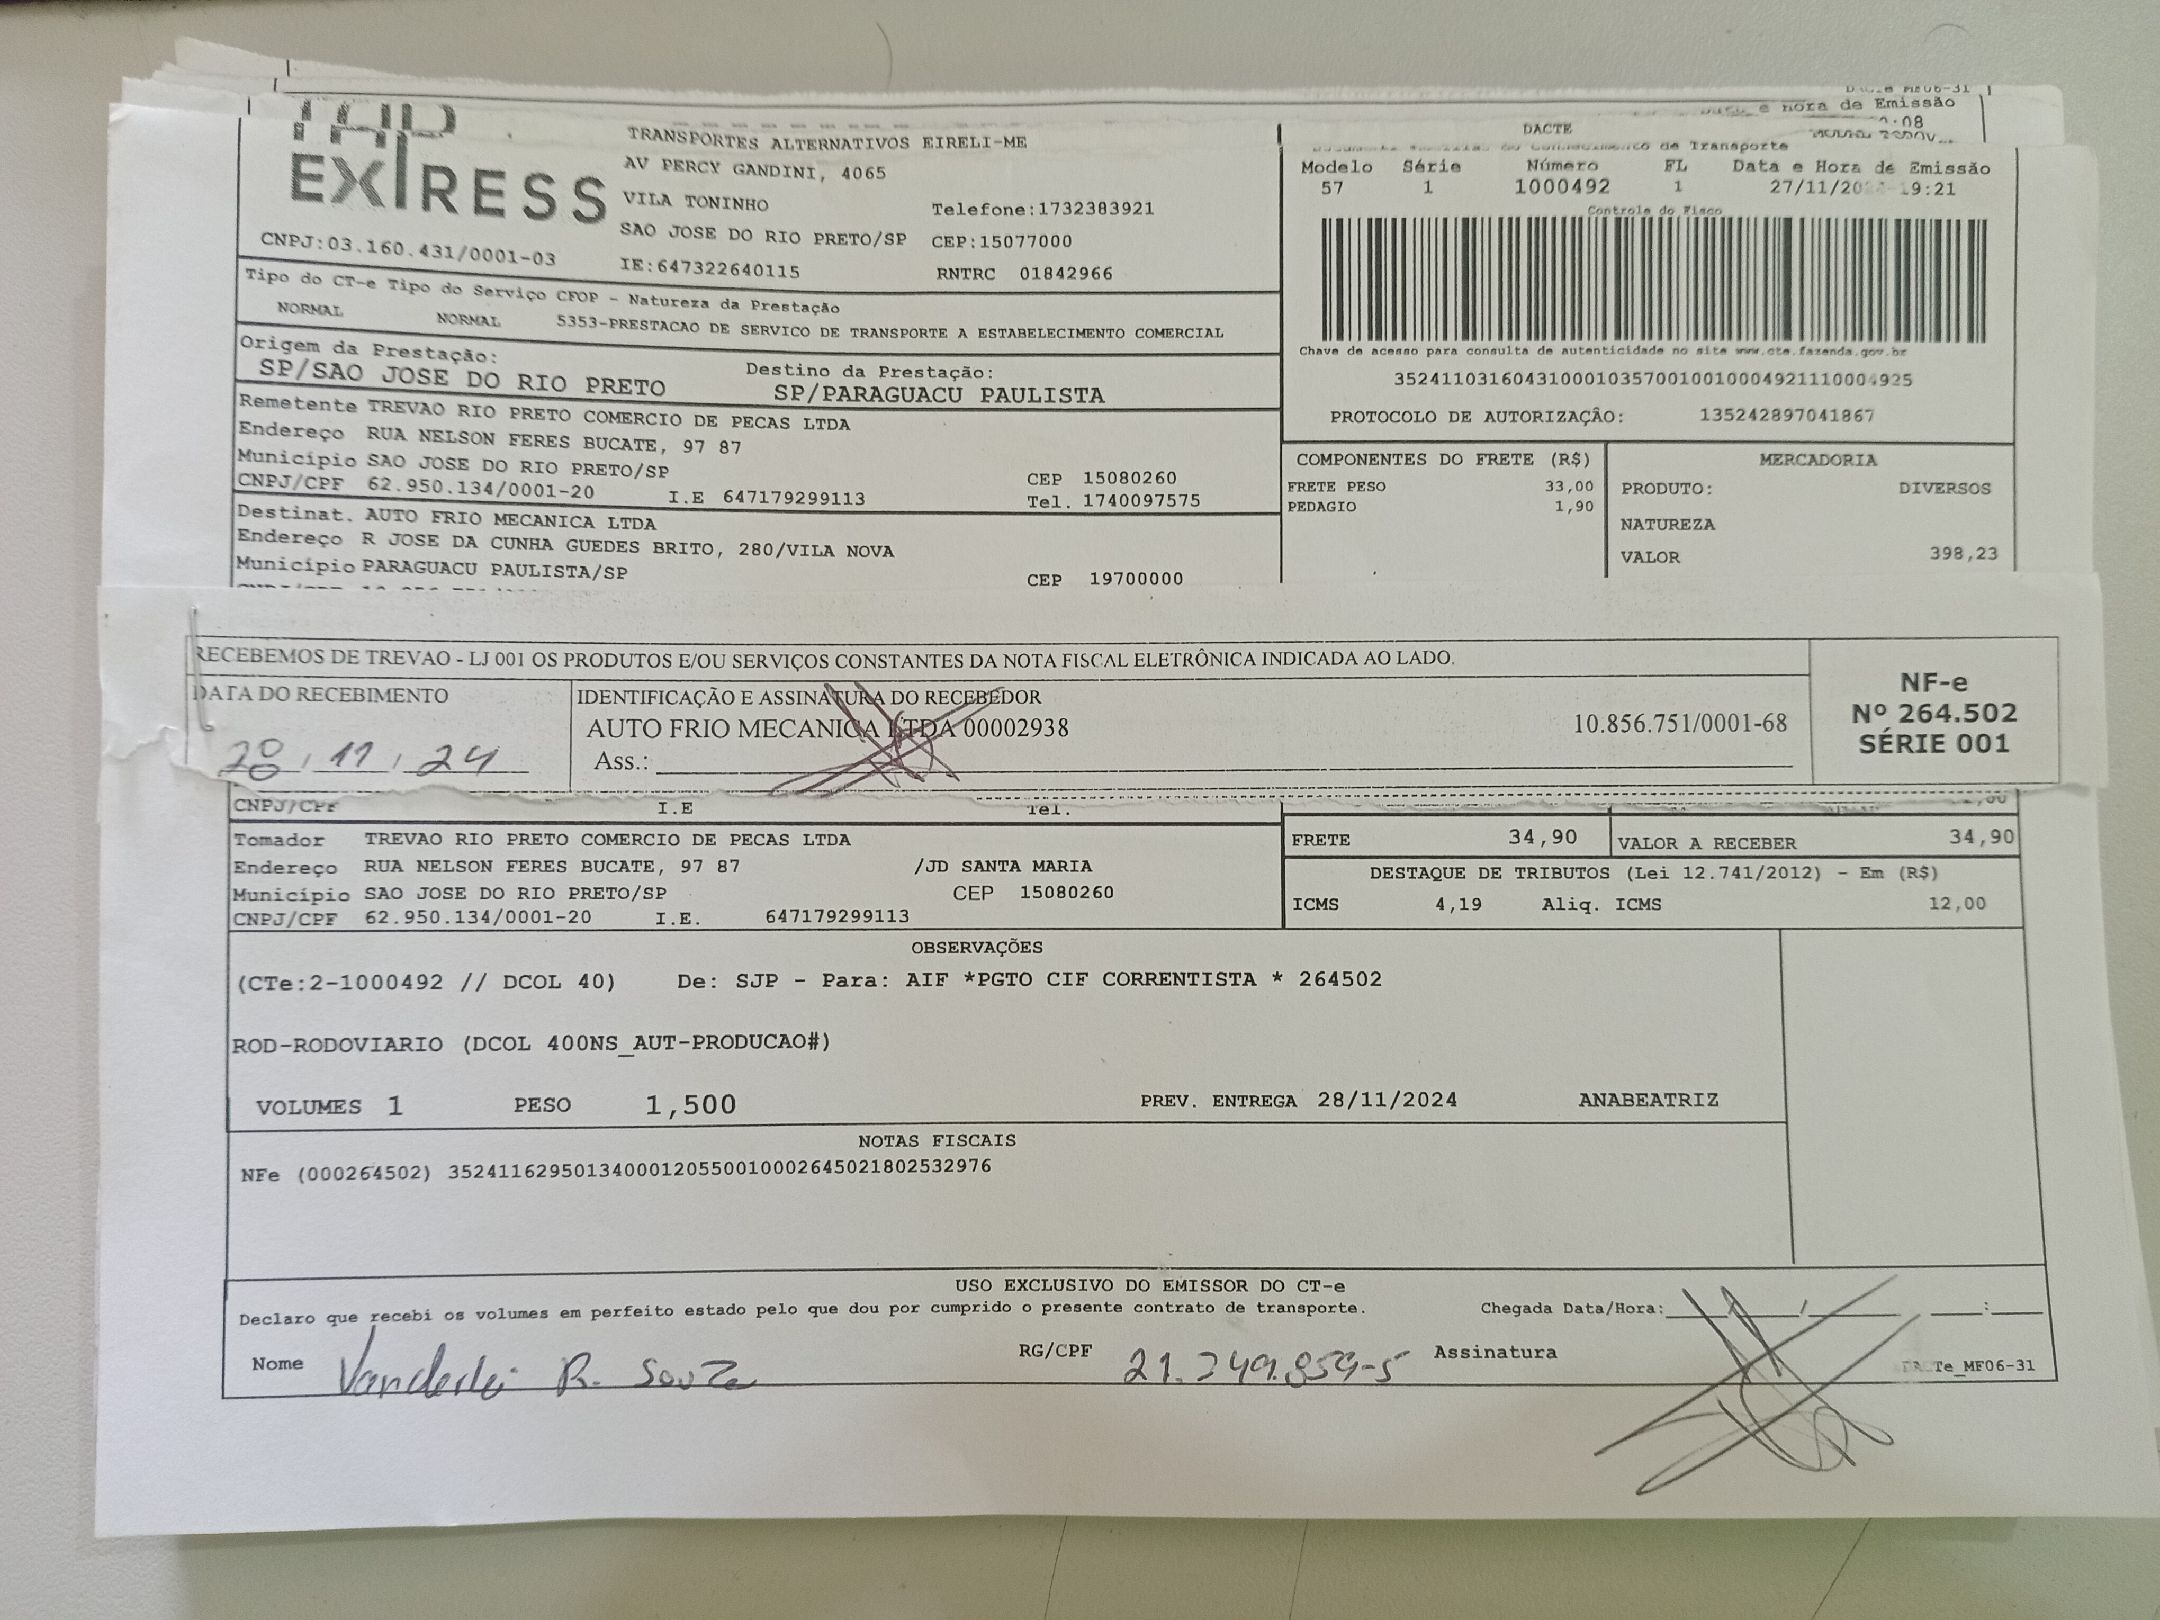 EXPRESS
TRANSPORTES ALTERNATIVOS EIRELI-ME
AV PERCY GANDINI, 4065
VILA TONINHO
Telefone:1732383921
SAO JOSE DO RIO PRETO/SP CEP:15077000
CNPJ:03.160.431/0001-03
IE:647322640115
RNTRC 01842966
e hora de Emissão
DACTE
de Transporte
Modelo Série Número FL Data e Hora de Emissão
57 1 1000492 1 27/11/20 19:21
Controle do Fisco
Chave de acesso para consulta de autenticidade no site www.cte.fazenda.gov.br
35241103160431000103570010010004921110004925
PROTOCOLO DE AUTORIZAÇÃO: 135242897041867
Tipo do CT-e Tipo do Serviço CFOP - Natureza da Prestação
NORMAL NORMAL 5353-PRESTACAO DE SERVICO DE TRANSPORTE A ESTABELECIMENTO COMERCIAL
Origem da Prestação: Destino da Prestação:
SP/SAO JOSE DO RIO PRETO SP/PARAGUACU PAULISTA
Remetente TREVAO RIO PRETO COMERCIO DE PECAS LTDA
Endereço RUA NELSON FERES BUCATE, 97 87
Município SAO JOSE DO RIO PRETO/SP CEP 15080260
CNPJ/CPF 62.950.134/0001-20 I.E 647179299113 Tel. 1740097575
Destinat. AUTO FRIO MECANICA LTDA
Endereço R JOSE DA CUNHA GUEDES BRITO, 280/VILA NOVA
Município PARAGUACU PAULISTA/SP CEP 19700000
COMPONENTES DO FRETE (R$)
FRETE PESO 33,00
PEDAGIO 1,90
MERCADORIA
PRODUTO: DIVERSOS
NATUREZA
VALOR 398,23
RECEBEMOS DE TREVAO - LJ 001 OS PRODUTOS E/OU SERVIÇOS CONSTANTES DA NOTA FISCAL ELETRÔNICA INDICADA AO LADO.
DATA DO RECEBIMENTO
28/11/24
IDENTIFICAÇÃO E ASSINATURA DO RECEBEDOR
AUTO FRIO MECANICA LTDA 00002938 10.856.751/0001-68
Ass.:
NF-e
Nº 264.502
SÉRIE 001
CNPJ/CPF I.E Tel.
Tomador TREVAO RIO PRETO COMERCIO DE PECAS LTDA
Endereço RUA NELSON FERES BUCATE, 97 87 /JD SANTA MARIA
Município SAO JOSE DO RIO PRETO/SP CEP 15080260
CNPJ/CPF 62.950.134/0001-20 I.E. 647179299113
FRETE 34,90 VALOR A RECEBER 34,90
DESTAQUE DE TRIBUTOS (Lei 12.741/2012) - Em (R$)
ICMS 4,19 Aliq. ICMS 12,00
OBSERVAÇÕES
(CTe:2-1000492 // DCOL 40) De: SJP - Para: AIF *PGTO CIF CORRENTISTA * 264502
ROD-RODOVIARIO (DCOL 400NS_AUT-PRODUCAO#)
VOLUMES 1 PESO 1,500 PREV. ENTREGA 28/11/2024 ANABEATRIZ
NOTAS FISCAIS
NFe (000264502) 35241162950134000120550010002645021802532976
USO EXCLUSIVO DO EMISSOR DO CT-e
Declaro que recebi os volumes em perfeito estado pelo que dou por cumprido o presente contrato de transporte. Chegada Data/Hora:
Nome Vanderlei R. Souza RG/CPF 21.249.859-5 Assinatura
Te_MF06-31